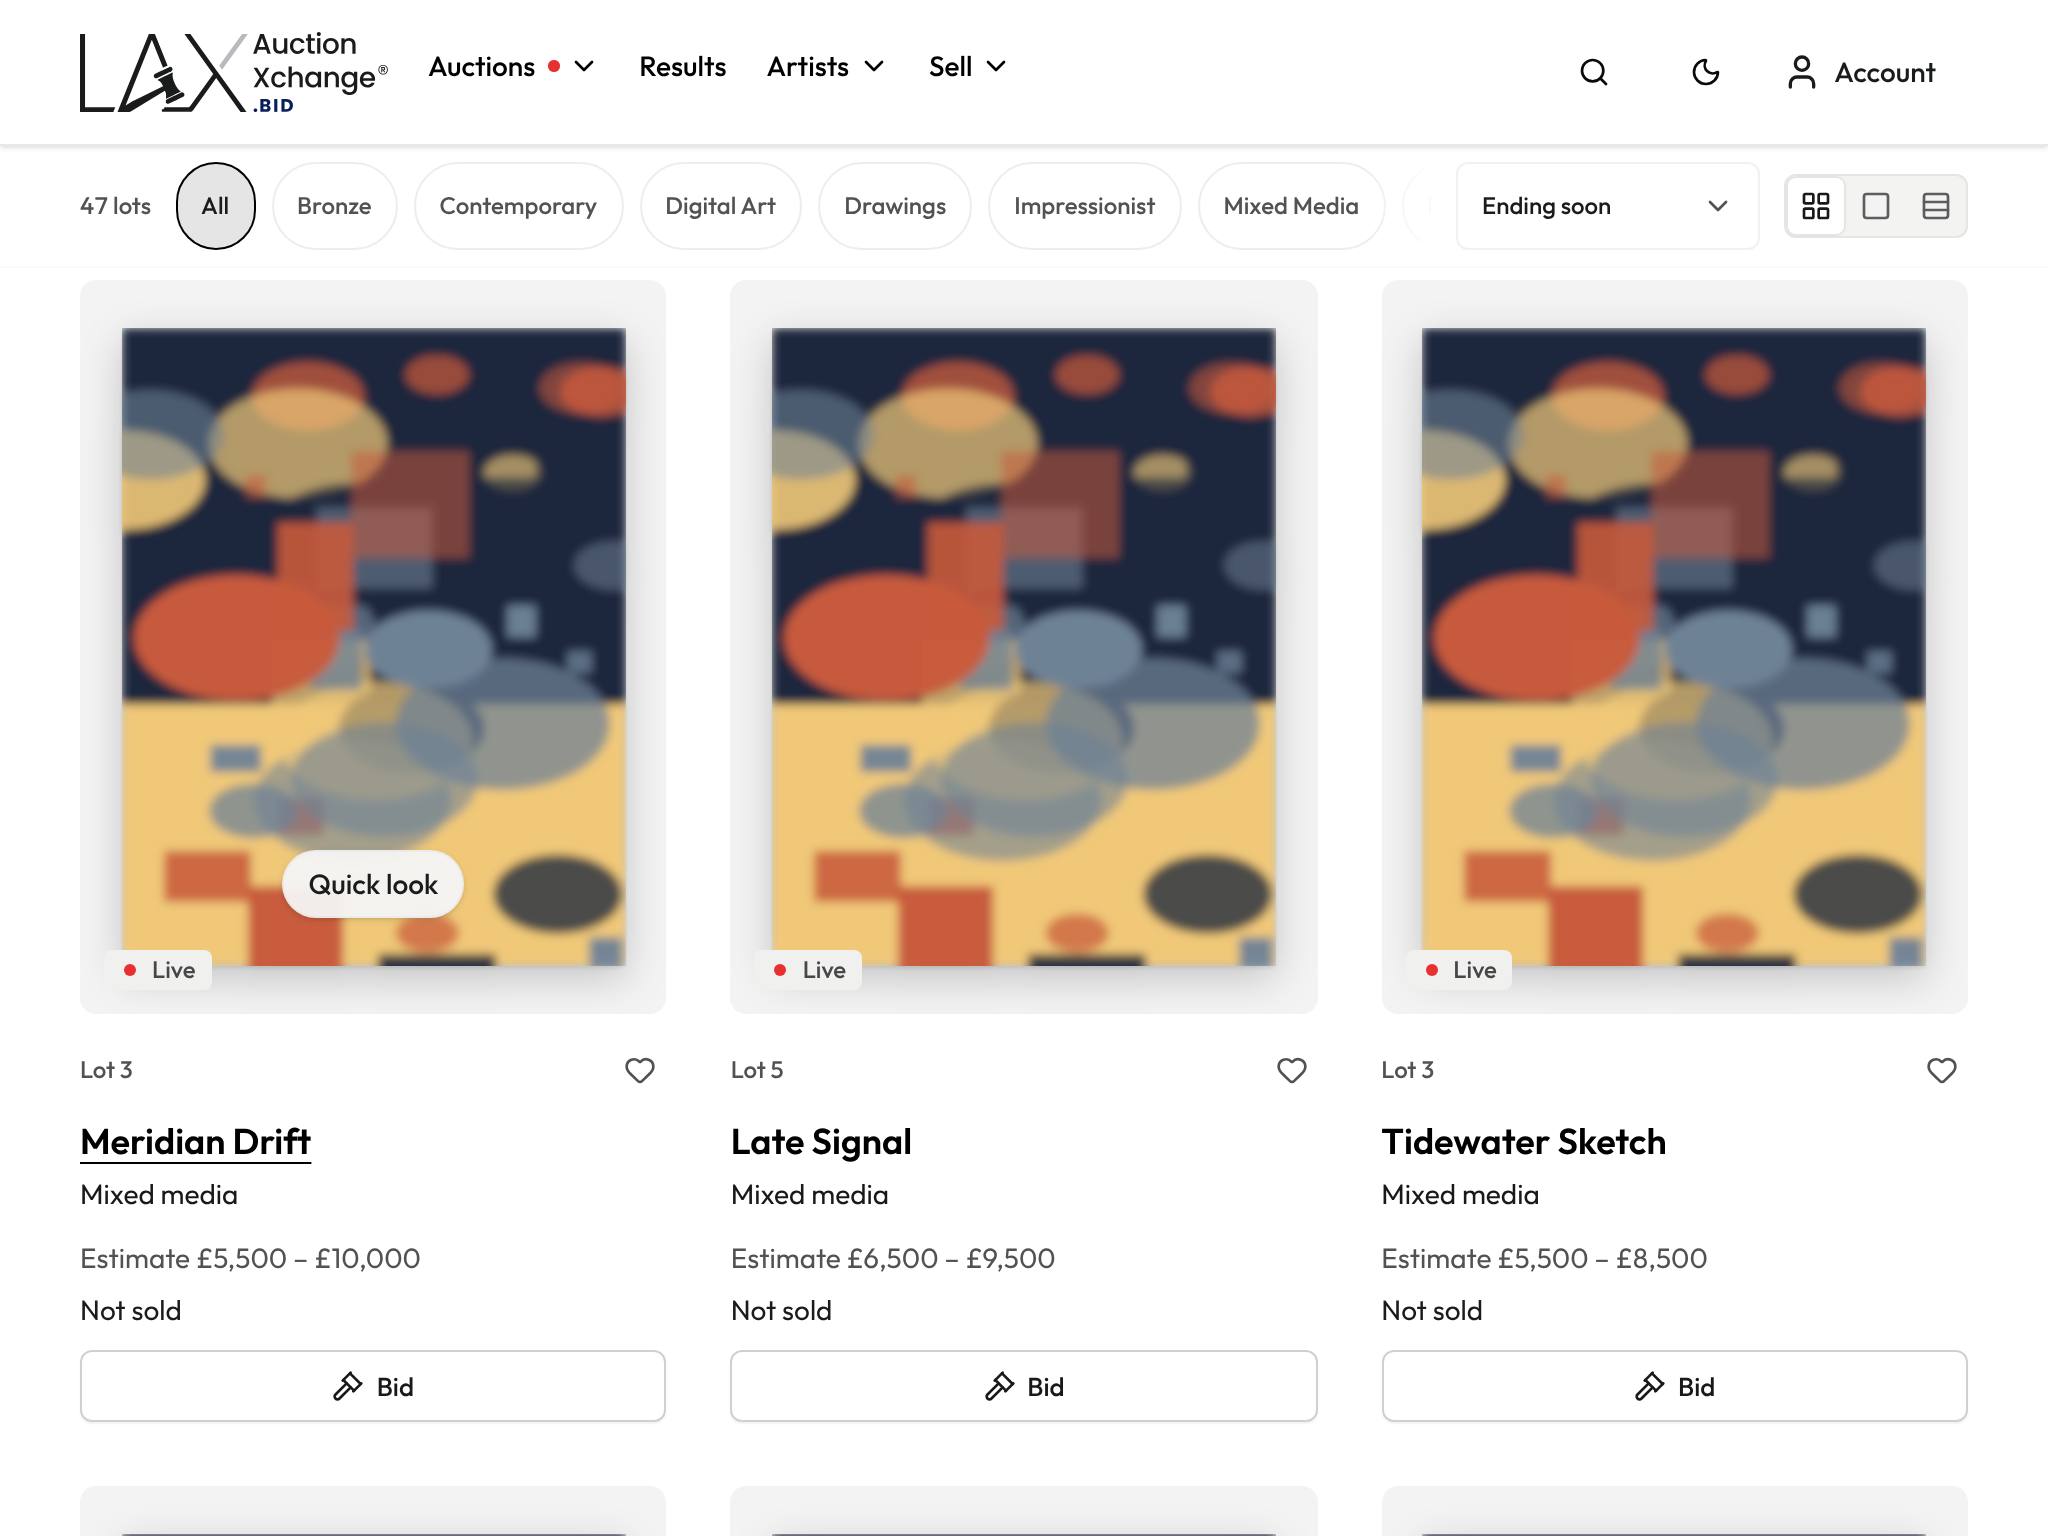 LAX Auction
Xchange®
.BID
Auctions
Results
Artists
Sell
Account
47 lots
All
Bronze
Contemporary
Digital Art
Drawings
Impressionist
Mixed Media
Ending soon
Quick look
Live
Live
Live
Lot 3
Lot 5
Lot 3
Meridian Drift
Late Signal
Tidewater Sketch
Mixed media
Mixed media
Mixed media
Estimate £5,500 – £10,000
Estimate £6,500 – £9,500
Estimate £5,500 – £8,500
Not sold
Not sold
Not sold
Bid
Bid
Bid